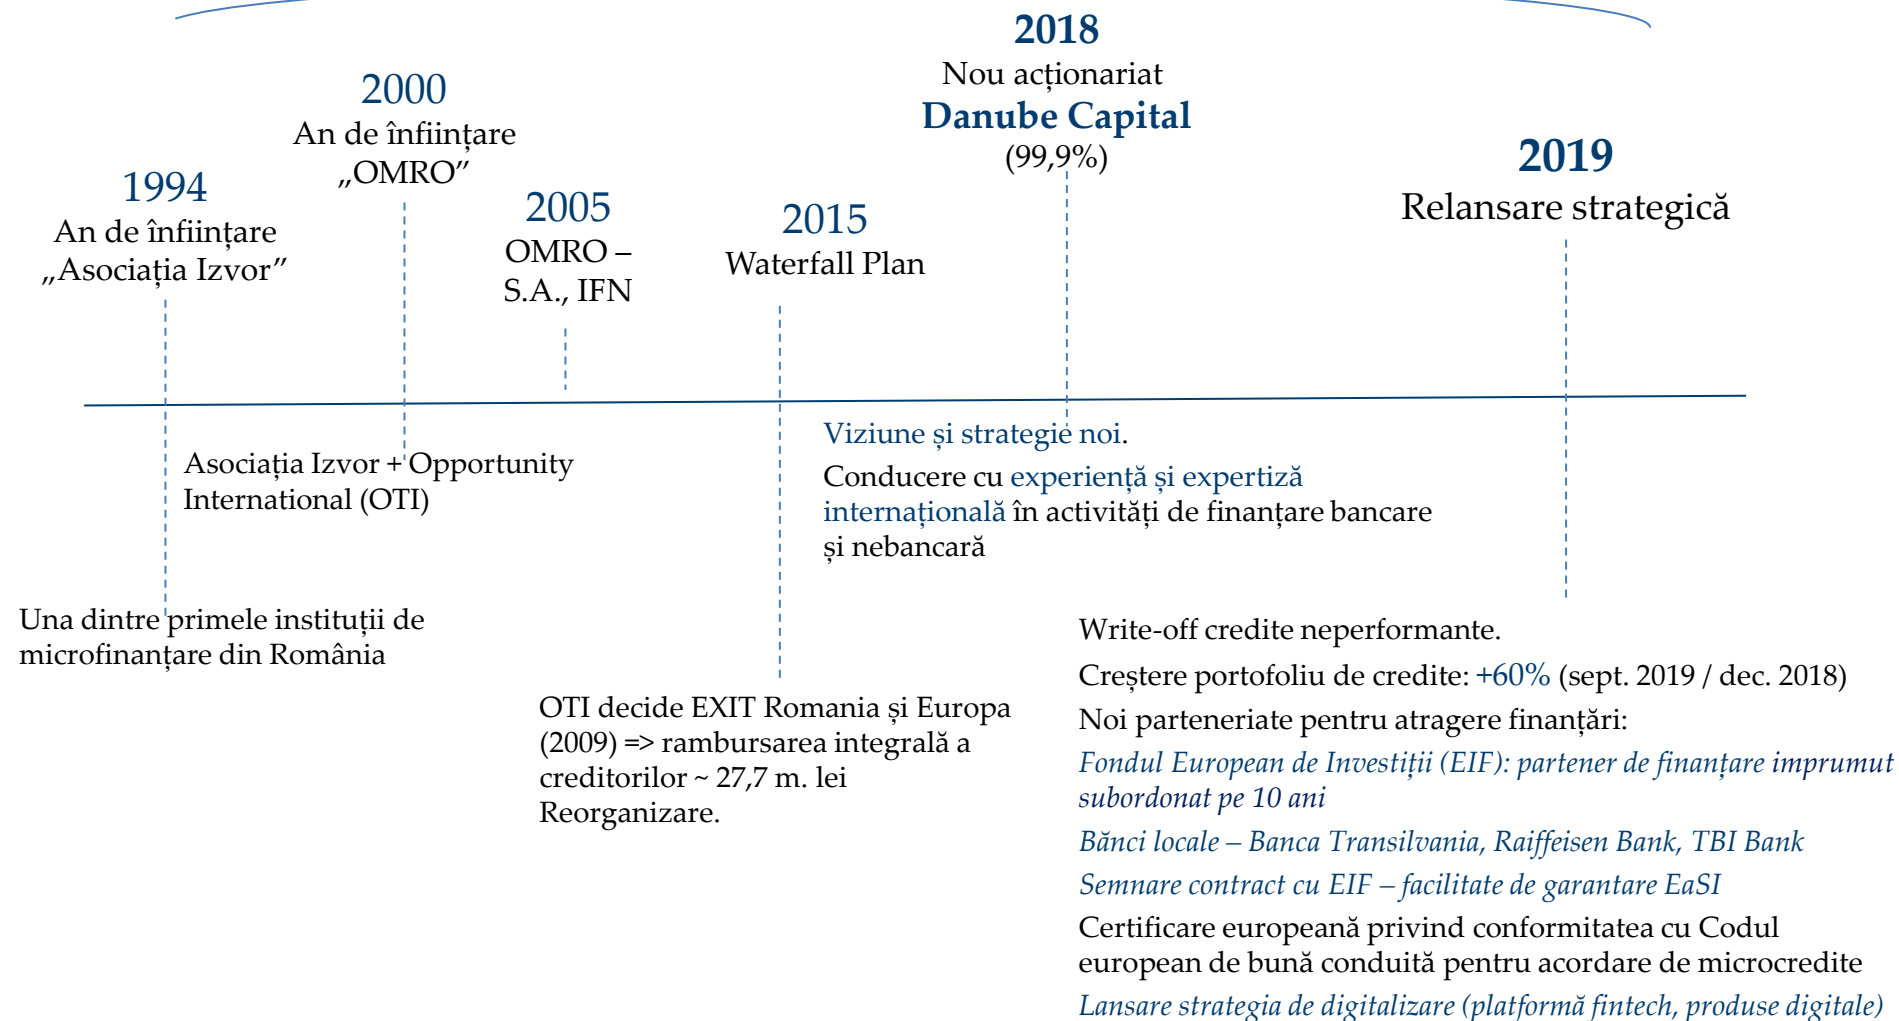 1994
An de înființare
„Asociația Izvor”
Una dintre primele instituții de
microfinanțare din România
2000
An de înființare
„OMRO”
Asociația Izvor + Opportunity
International (OTI)
2005
OMRO –
S.A., IFN
2015
Waterfall Plan
OTI decide EXIT Romania și Europa
(2009) => rambursarea integrală a
creditorilor ~ 27,7 m. lei
Reorganizare.
2018
Nou acționariat
Danube Capital
(99,9%)
Viziune și strategie noi.
Conducere cu experiență și expertiză
internațională în activități de finanțare bancare
și nebancară
2019
Relansare strategică
Write-off credite neperformante.
Creștere portofoliu de credite: +60% (sept. 2019 / dec. 2018)
Noi parteneriate pentru atragere finanțări:
Fondul European de Investiții (EIF): partener de finanțare imprumut
subordonat pe 10 ani
Bănci locale – Banca Transilvania, Raiffeisen Bank, TBI Bank
Semnare contract cu EIF – facilitate de garantare EaSI
Certificare europeană privind conformitatea cu Codul
european de bună conduită pentru acordare de microcredite
Lansare strategia de digitalizare (platformă fintech, produse digitale)